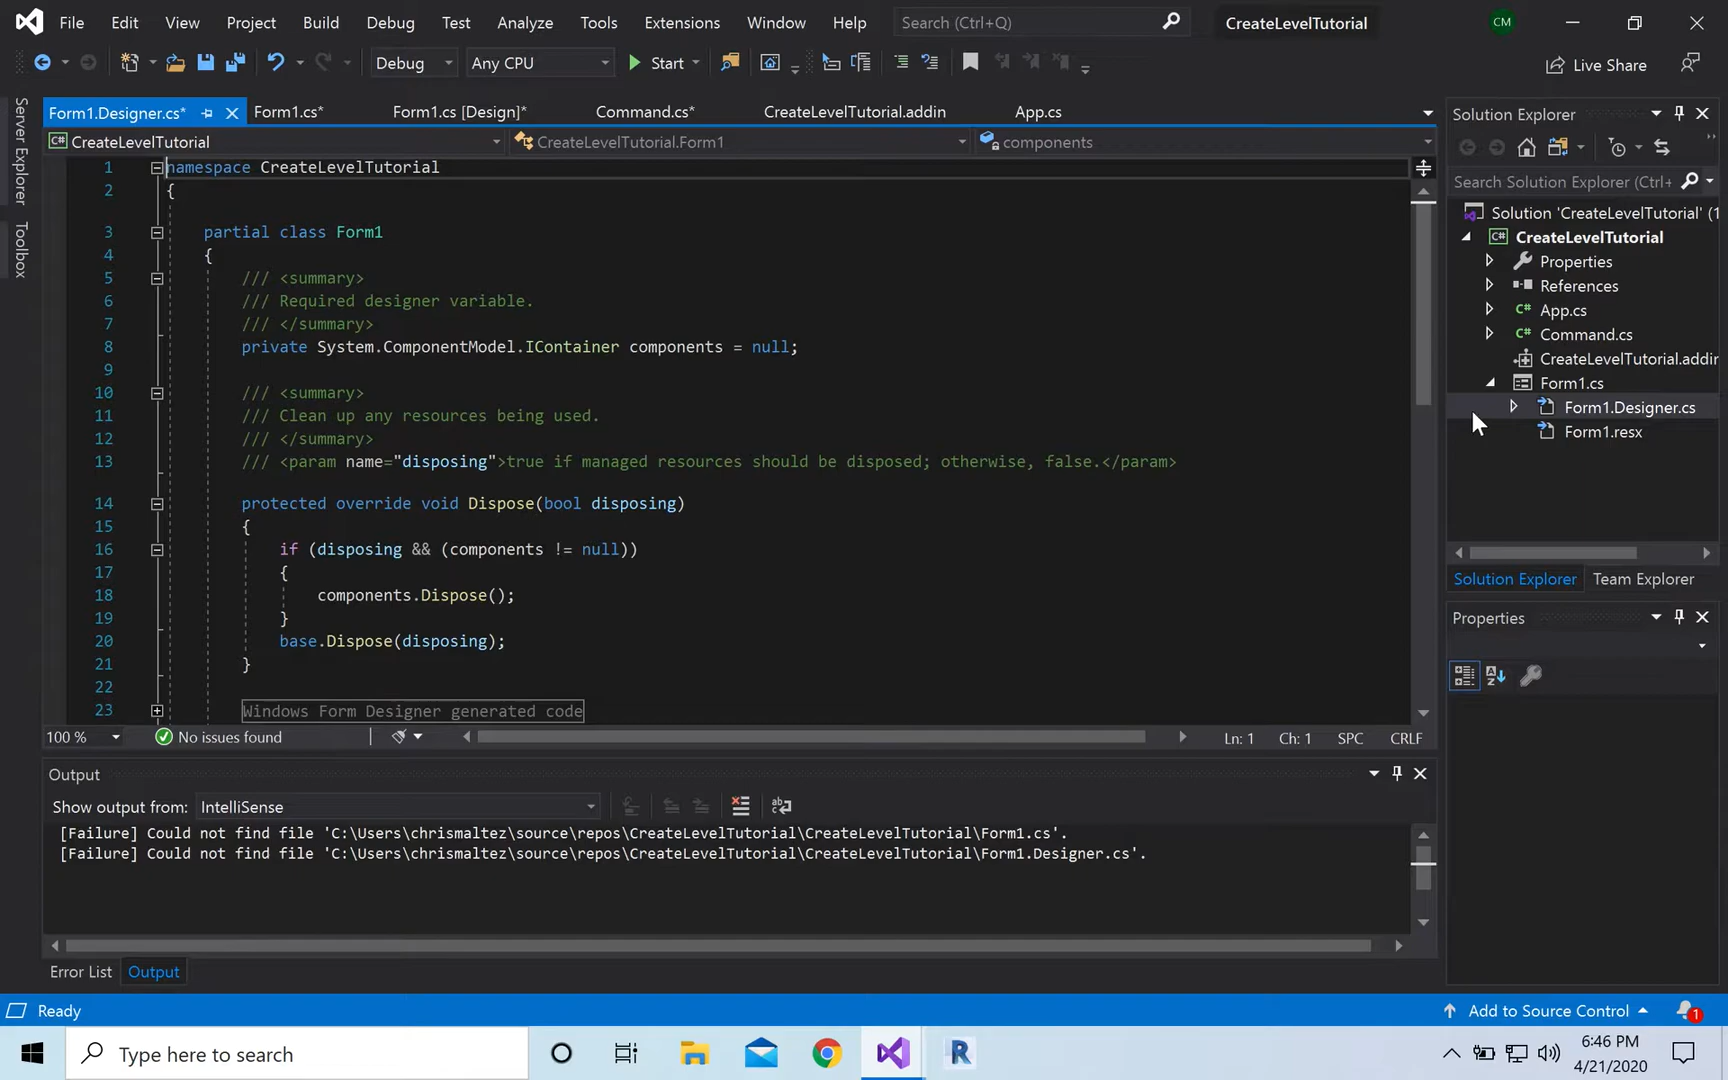 File Edit View Project Build Debug Test Analyze Tools Extensions Window Help Search (Ctrl+Q) CreateLevelTutorial CM
Debug Any CPU Start Live Share
Server Explorer
Toolbox
Form1.Designer.cs* Form1.cs* Form1.cs [Design]* Command.cs* CreateLevelTutorial.addin App.cs
CreateLevelTutorial CreateLevelTutorial.Form1 components
1 namespace CreateLevelTutorial
2 {
3 partial class Form1
4 {
5 /// <summary>
6 /// Required designer variable.
7 /// </summary>
8 private System.ComponentModel.IContainer components = null;
9
10 /// <summary>
11 /// Clean up any resources being used.
12 /// </summary>
13 /// <param name="disposing">true if managed resources should be disposed; otherwise, false.</param>
14 protected override void Dispose(bool disposing)
15 {
16 if (disposing && (components != null))
17 {
18 components.Dispose();
19 }
20 base.Dispose(disposing);
21 }
22
23 Windows Form Designer generated code
100 % No issues found Ln: 1 Ch: 1 SPC CRLF
Output
Show output from: IntelliSense
[Failure] Could not find file 'C:\Users\chrismaltez\source\repos\CreateLevelTutorial\CreateLevelTutorial\Form1.cs'.
[Failure] Could not find file 'C:\Users\chrismaltez\source\repos\CreateLevelTutorial\CreateLevelTutorial\Form1.Designer.cs'.
Error List Output
Solution Explorer
Search Solution Explorer (Ctrl+
Solution 'CreateLevelTutorial' (1
CreateLevelTutorial
Properties
References
App.cs
Command.cs
CreateLevelTutorial.addin
Form1.cs
Form1.Designer.cs
Form1.resx
Solution Explorer Team Explorer
Properties
Ready Add to Source Control 1
Type here to search
R
6:46 PM
4/21/2020